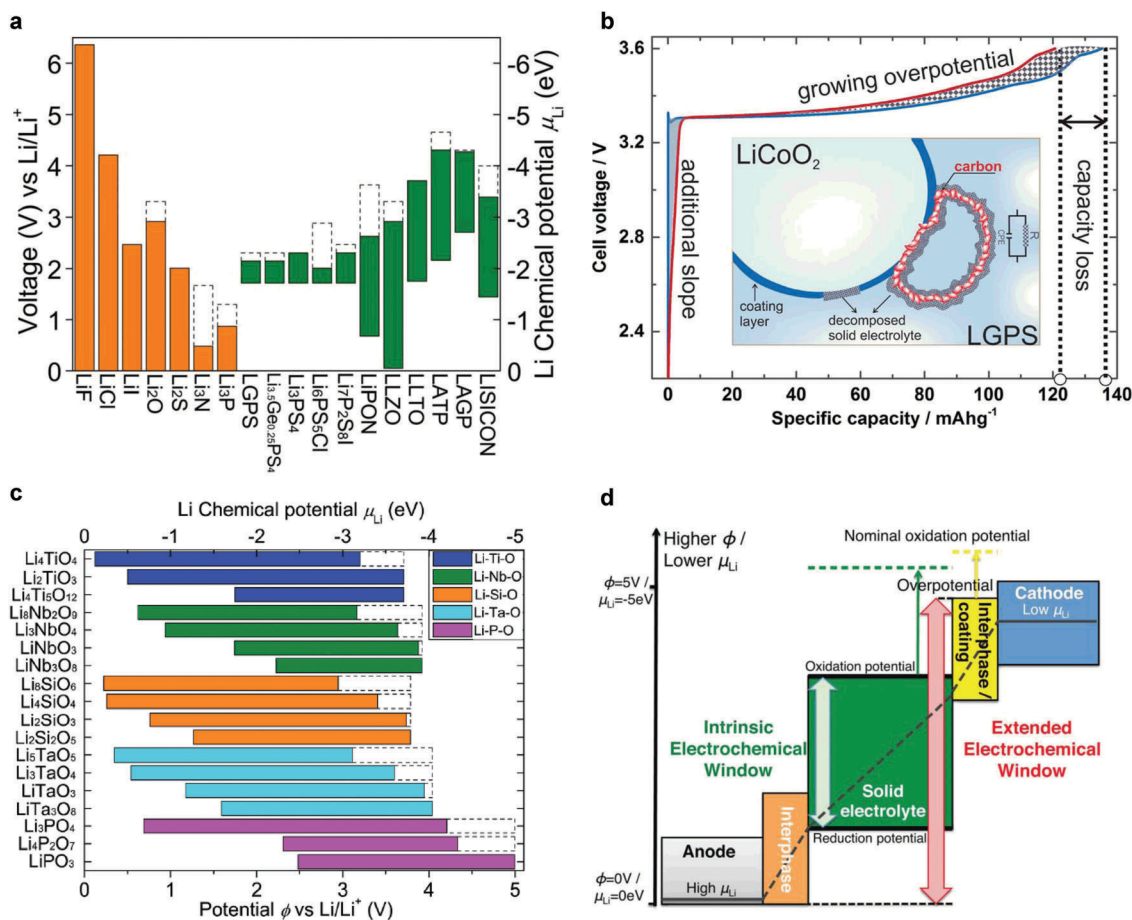 a
Voltage (V) vs Li/Li⁺
6
5
4
3
2
1
0
-6
-5
-4
-3
-2
-1
0
Li Chemical potential μLi (eV)
LiF
LiCl
LiI
Li₂O
Li₂S
Li₃N
Li₃P
LGPS
Li₃.₅Ge₀.₂₅PS₄
Li₃PS₄
Li₆PS₅Cl
Li₇P₂S₈I
LiPON
LLZO
LLTO
LATP
LAGP
LiSICON
b
Cell voltage / V
3.6
3.2
2.8
2.4
growing overpotential
additional slope
capacity loss
LiCoO₂
carbon
R
CPE
coating
layer
decomposed
solid electrolyte
LGPS
0 20 40 60 80 100 120 140
Specific capacity / mAhg⁻¹
c
Li Chemical potential μLi (eV)
0 -1 -2 -3 -4 -5
Li₄TiO₄
Li₂TiO₃
Li₄Ti₅O₁₂
Li₈Nb₂O₉
Li₃NbO₄
LiNbO₃
LiNb₃O₈
Li₈SiO₆
Li₄SiO₄
Li₂SiO₃
Li₂Si₂O₅
Li₅TaO₅
Li₃TaO₄
LiTaO₃
LiTa₃O₈
Li₃PO₄
Li₄P₂O₇
LiPO₃
Li-Ti-O
Li-Nb-O
Li-Si-O
Li-Ta-O
Li-P-O
0 1 2 3 4 5
Potential ϕ vs Li/Li⁺ (V)
d
Higher ϕ /
Lower μLi
Nominal oxidation potential
ϕ=5V /
μLi=-5eV
Overpotential
Interphase /
coating
Cathode
Low μLi
Oxidation potential
Intrinsic
Electrochemical
Window
Extended
Electrochemical
Window
Solid
electrolyte
Interphase
Reduction potential
Anode
High μLi
ϕ=0V /
μLi=0eV